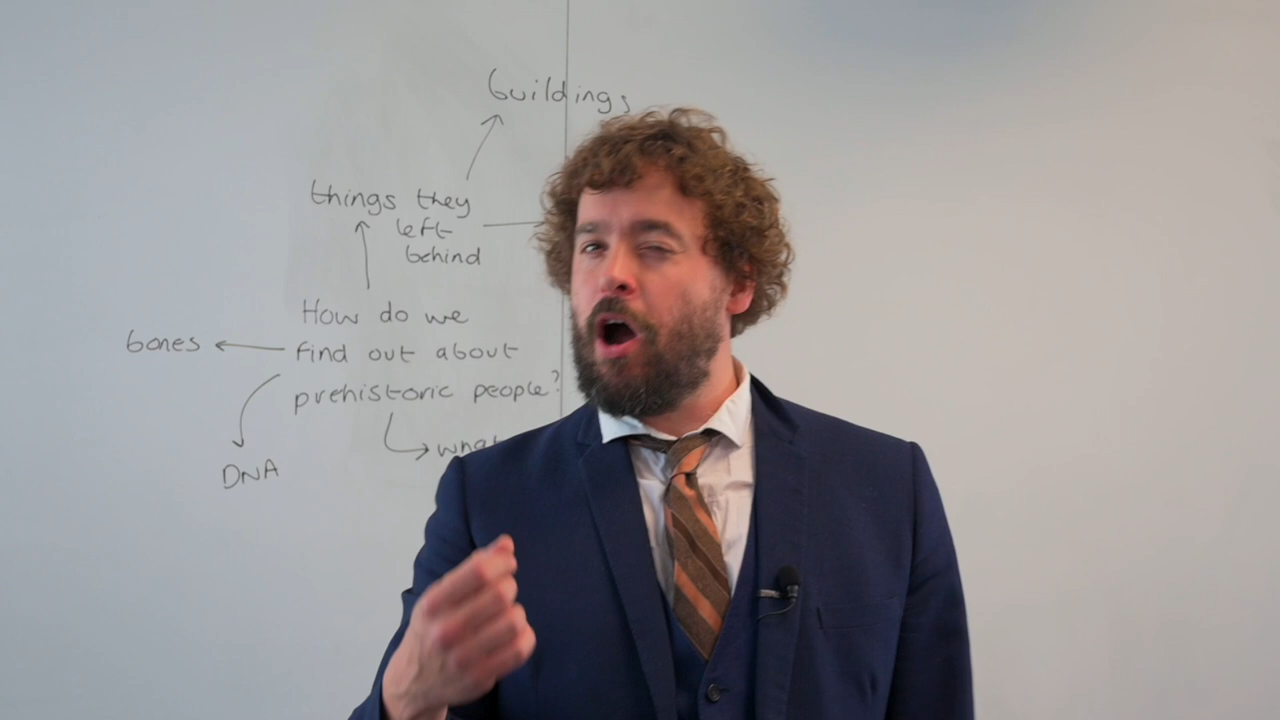 buildings
things they
left
behind
How do we
find out about
prehistoric people?
bones
DNA